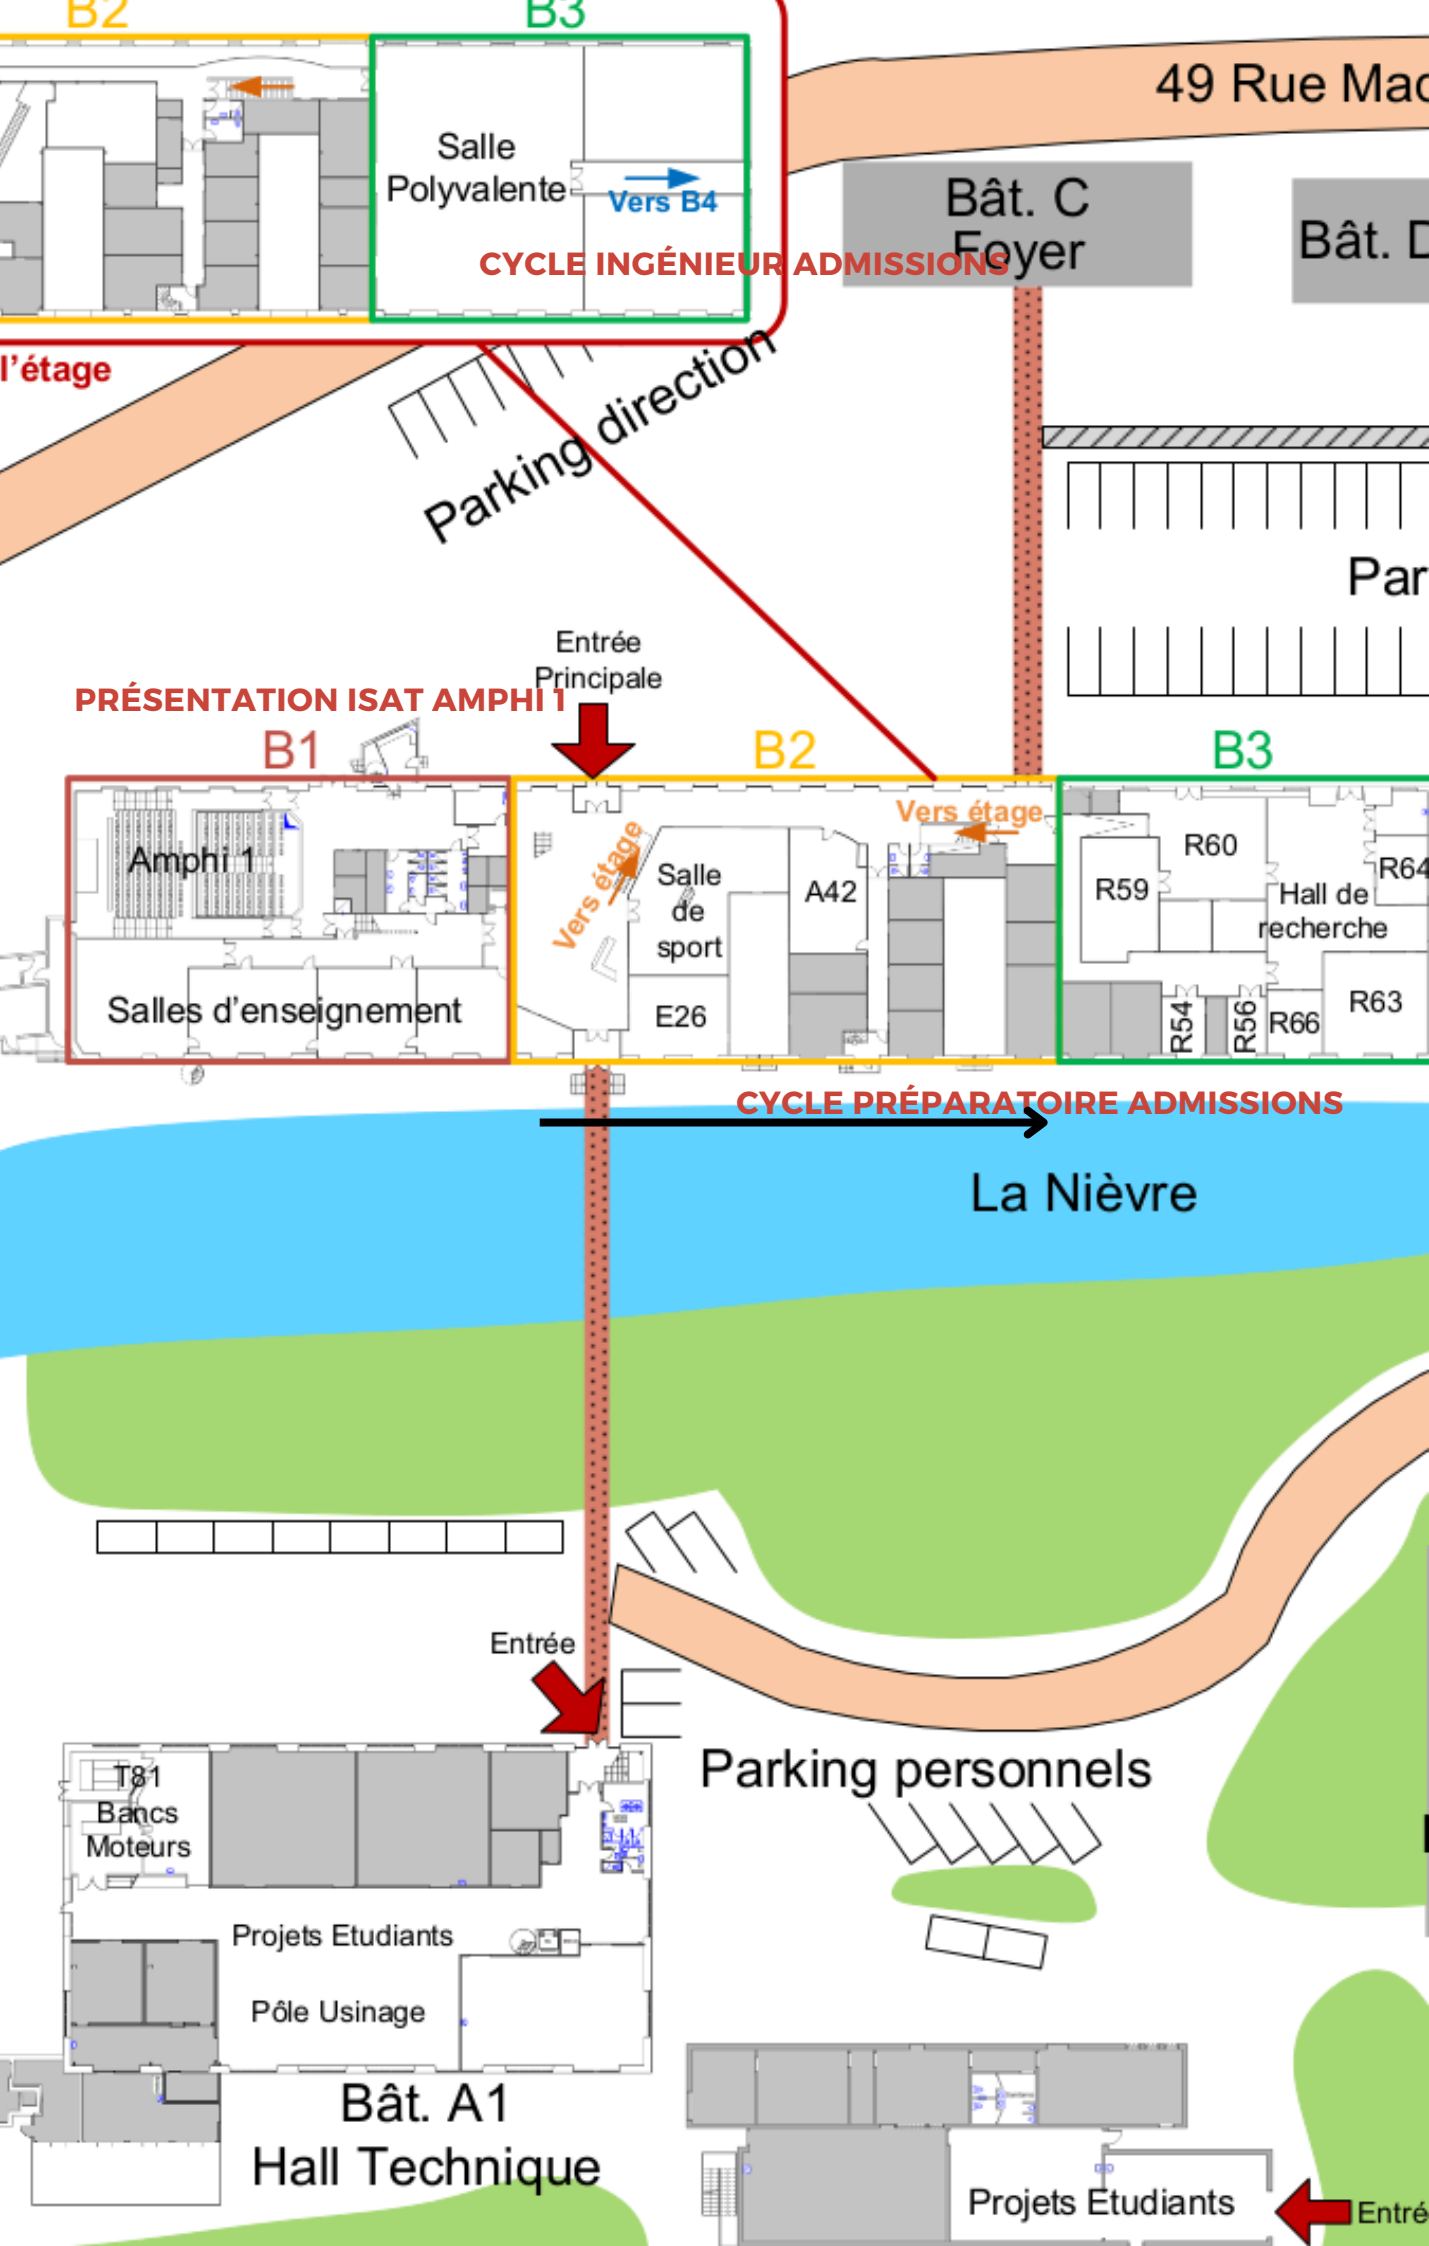 B2
B3
49 Rue Mac
Salle
Polyvalente
Vers B4
Bât. C
Foyer
Bât. D
CYCLE INGÉNIEUR ADMISSIONS
l'étage
Parking direction
Par
Entrée
Principale
PRÉSENTATION ISAT AMPHI 1
B1
B2
B3
Amphi 1
Salles d'enseignement
Vers étage
Salle
de
sport
E26
A42
Vers étage
R59
R60
R64
Hall de
recherche
R54
R56
R66
R63
CYCLE PRÉPARATOIRE ADMISSIONS
La Nièvre
Entrée
T81
Bancs
Moteurs
Parking personnels
Projets Etudiants
Pôle Usinage
Bât. A1
Hall Technique
Projets Etudiants
Entré